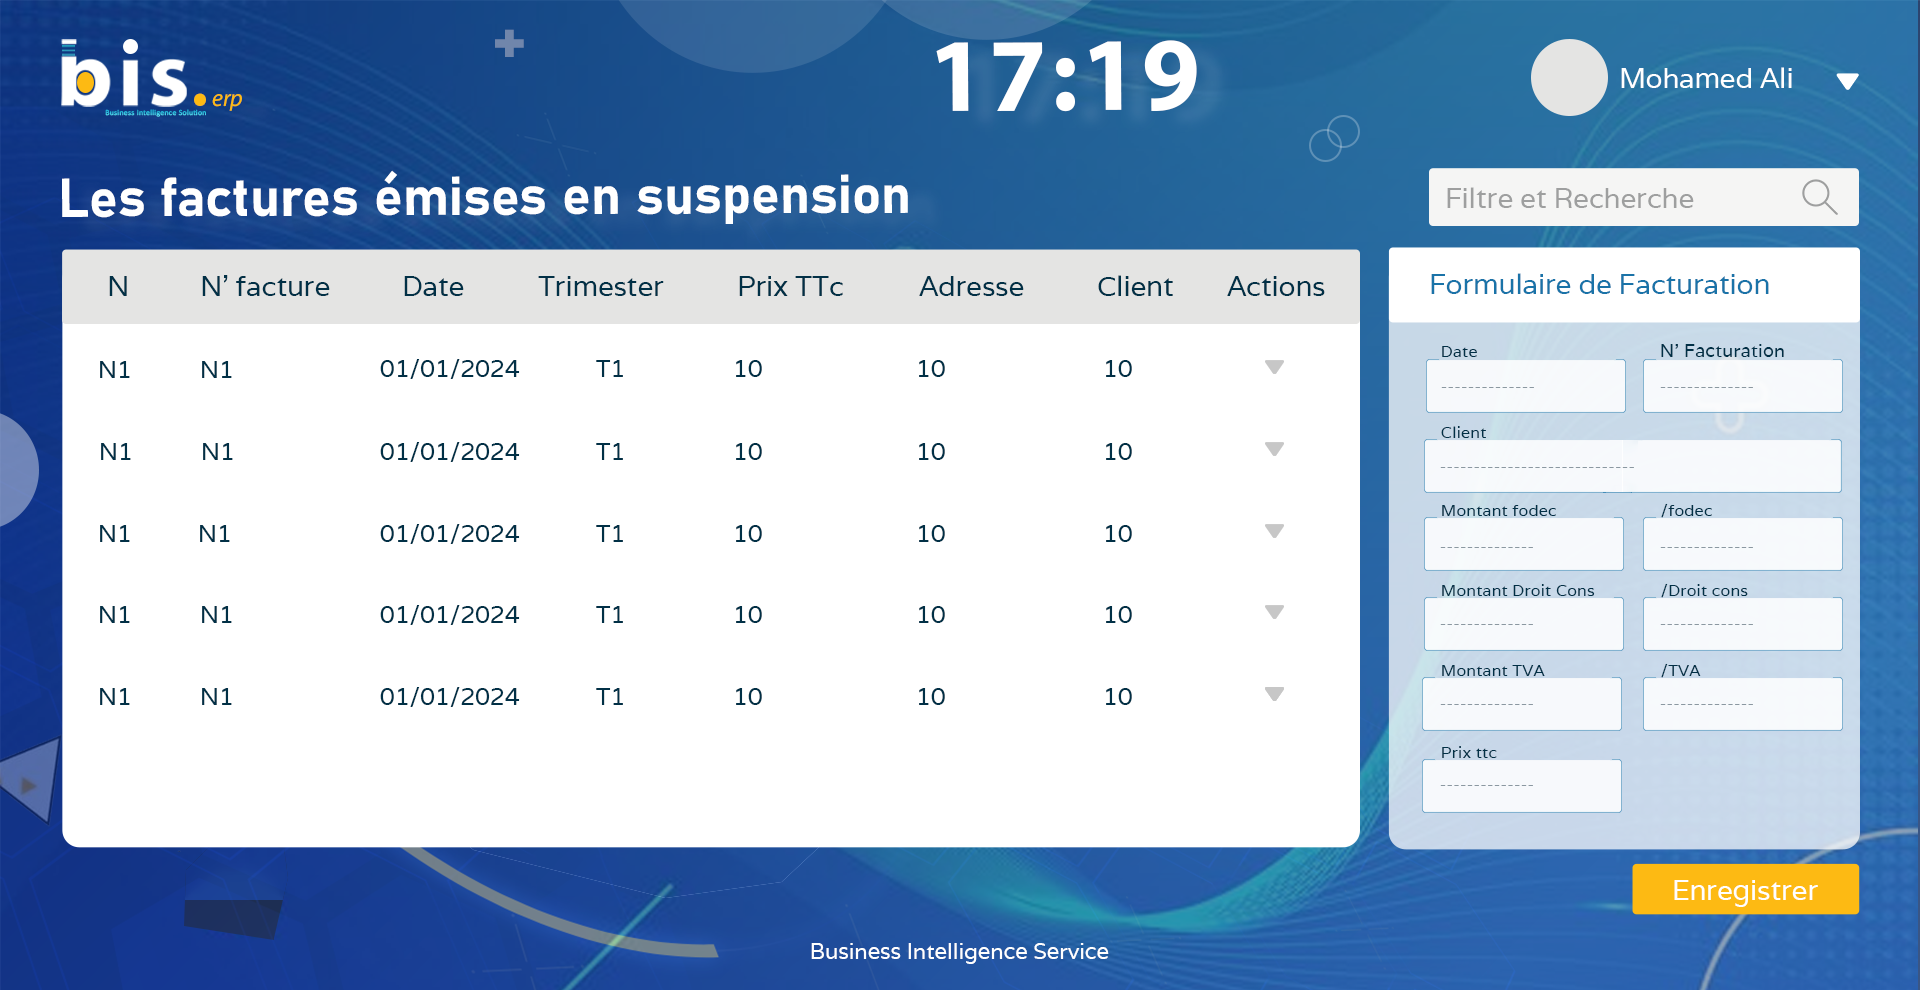 bis.erp
Business Intelligence Solution
17:19
Mohamed Ali
Les factures émises en suspension
Filtre et Recherche
N N' facture Date Trimester Prix TTc Adresse Client Actions
N1 N1 01/01/2024 T1 10 10 10
N1 N1 01/01/2024 T1 10 10 10
N1 N1 01/01/2024 T1 10 10 10
N1 N1 01/01/2024 T1 10 10 10
N1 N1 01/01/2024 T1 10 10 10
Formulaire de Facturation
Date N' Facturation
-------------- --------------
Client
-----------------------------
Montant fodec /fodec
-------------- --------------
Montant Droit Cons /Droit cons
-------------- --------------
Montant TVA /TVA
-------------- --------------
Prix ttc
--------------
Enregistrer
Business Intelligence Service